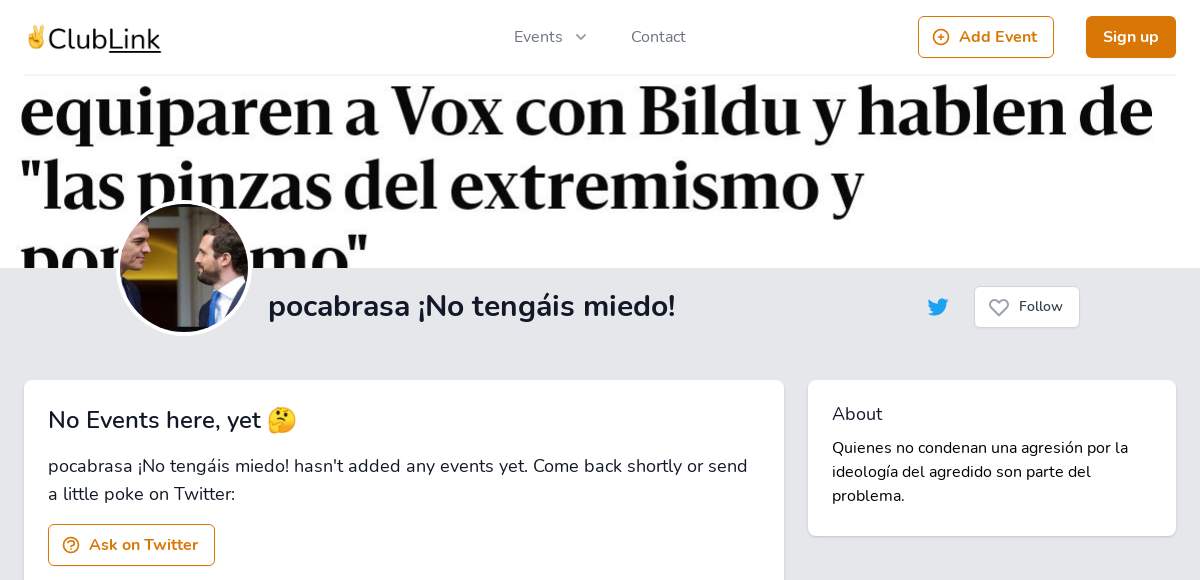 ✌ClubLink
Events
Contact
Add Event
Sign up
equiparen a Vox con Bildu y hablen de
"las pinzas del extremismo y
pocabrasa ¡No tengáis miedo!
Follow
No Events here, yet 🤔
pocabrasa ¡No tengáis miedo! hasn't added any events yet. Come back shortly or send
a little poke on Twitter:
Ask on Twitter
About
Quienes no condenan una agresión por la
ideología del agredido son parte del
problema.